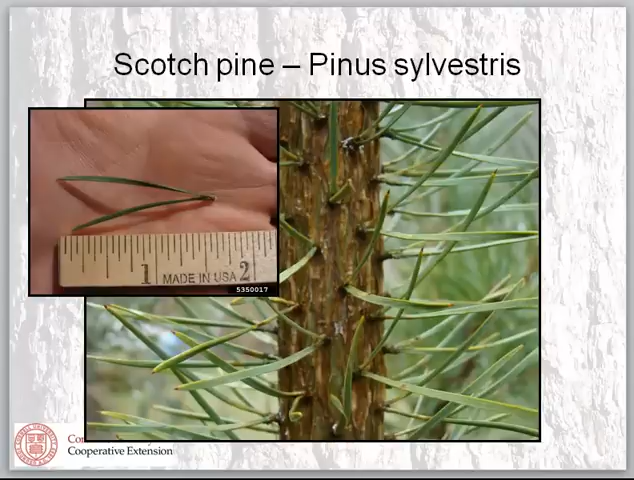 Scotch pine – Pinus sylvestris
1 MADE IN USA 2
5350017
Cooperative Extension